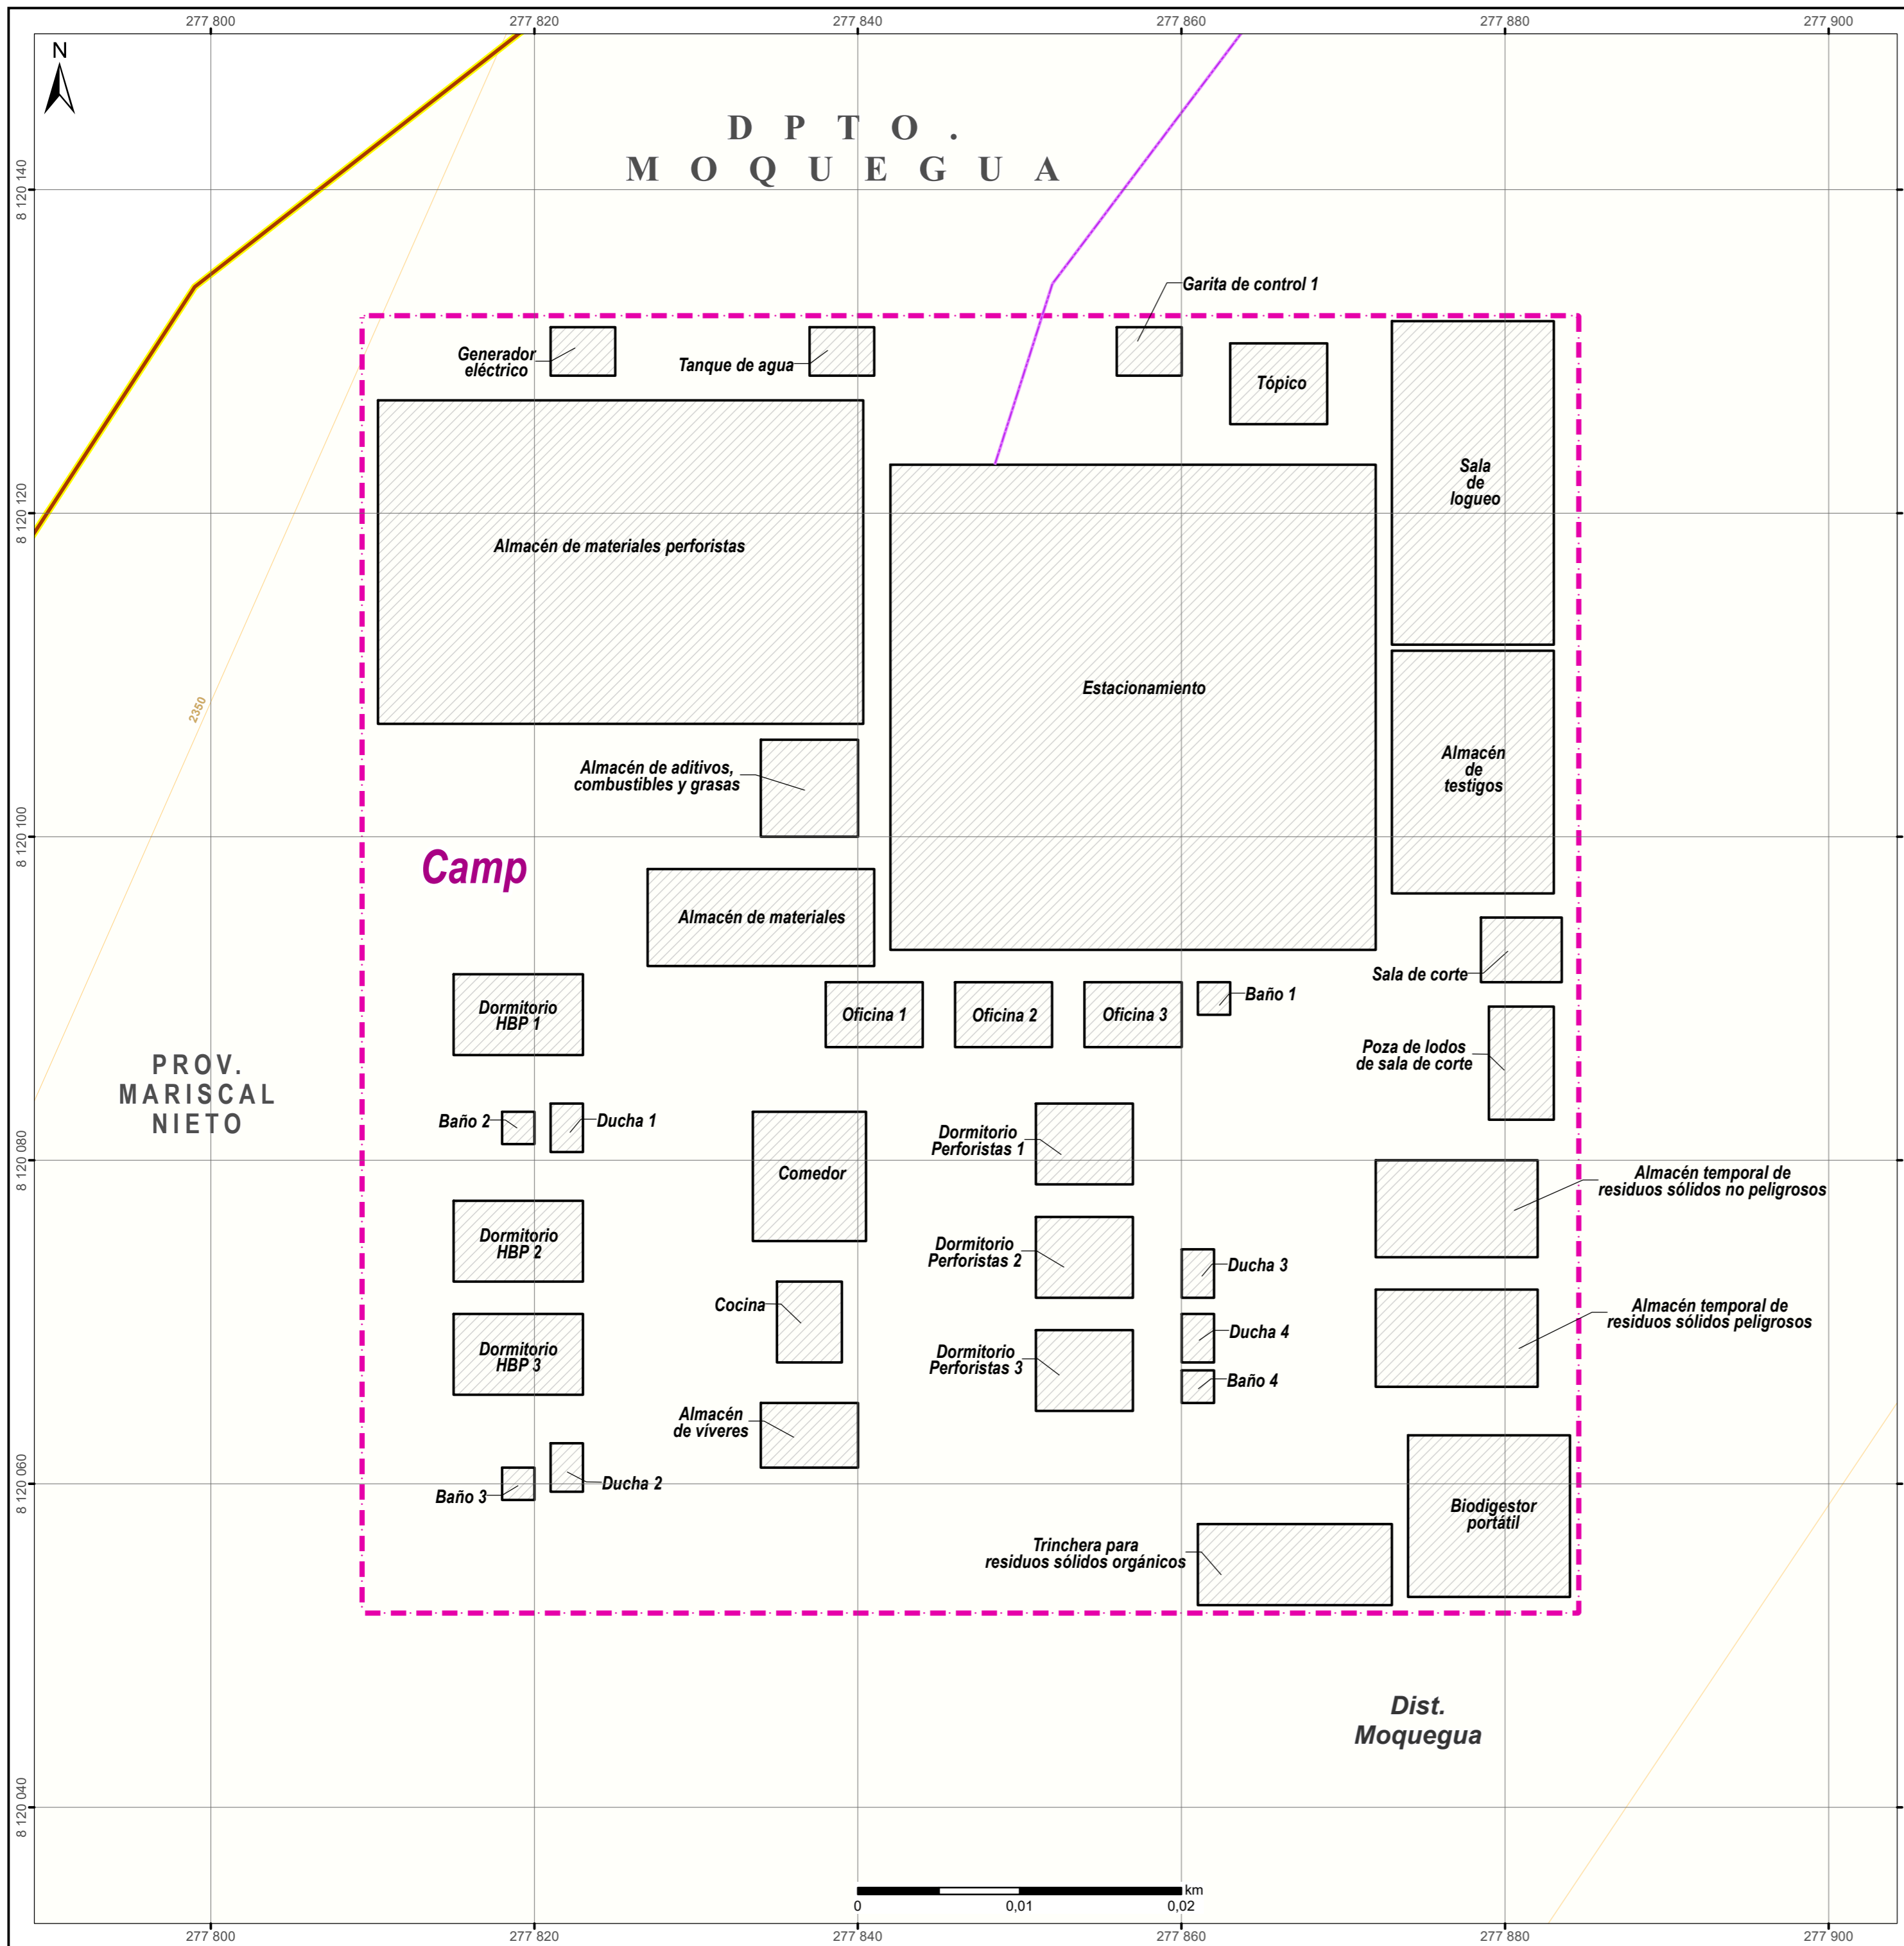 277 800
277 820
277 840
277 860
277 880
277 900
N
D P T O .
M O Q U E G U A
8 120 140
Garita de control 1
Generador
eléctrico
Tanque de agua
Tópico
Sala
de
logueo
8 120 120
Almacén de materiales perforistas
Estacionamiento
2350
Almacén de aditivos,
combustibles y grasas
Almacén
de
testigos
8 120 100
Camp
Almacén de materiales
Sala de corte
Dormitorio
HBP 1
Oficina 1
Oficina 2
Oficina 3
Baño 1
Poza de lodos
de sala de corte
PROV.
MARISCAL
NIETO
Baño 2
Ducha 1
Comedor
Dormitorio
Perforistas 1
8 120 080
Almacén temporal de
residuos sólidos no peligrosos
Dormitorio
HBP 2
Dormitorio
Perforistas 2
Ducha 3
Cocina
Almacén temporal de
residuos sólidos peligrosos
Dormitorio
HBP 3
Dormitorio
Perforistas 3
Ducha 4
Baño 4
Almacén
de víveres
Baño 3
Ducha 2
8 120 060
Biodigestor
portátil
Trinchera para
residuos sólidos orgánicos
Dist.
Moquegua
8 120 040
km
0
0,01
0,02
277 800
277 820
277 840
277 860
277 880
277 900